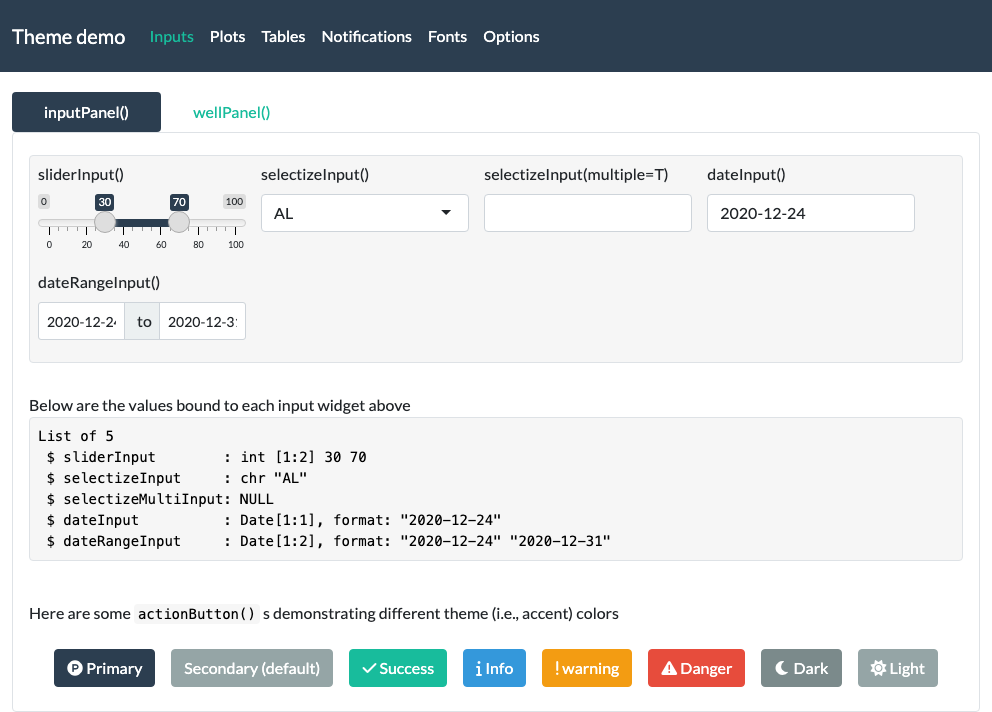 Theme demo Inputs Plots Tables Notifications Fonts Options
inputPanel() wellPanel()
sliderInput() selectizeInput() selectizeInput(multiple=T) dateInput()
0 30 70 100
AL 2020-12-24
0 20 40 60 80 100
dateRangeInput()
2020-12-24 to 2020-12-31
Below are the values bound to each input widget above
List of 5
$ sliderInput : int [1:2] 30 70
$ selectizeInput : chr "AL"
$ selectizeMultiInput: NULL
$ dateInput : Date[1:1], format: "2020-12-24"
$ dateRangeInput : Date[1:2], format: "2020-12-24" "2020-12-31"
Here are some actionButton() s demonstrating different theme (i.e., accent) colors
Primary Secondary (default) Success Info warning Danger Dark Light